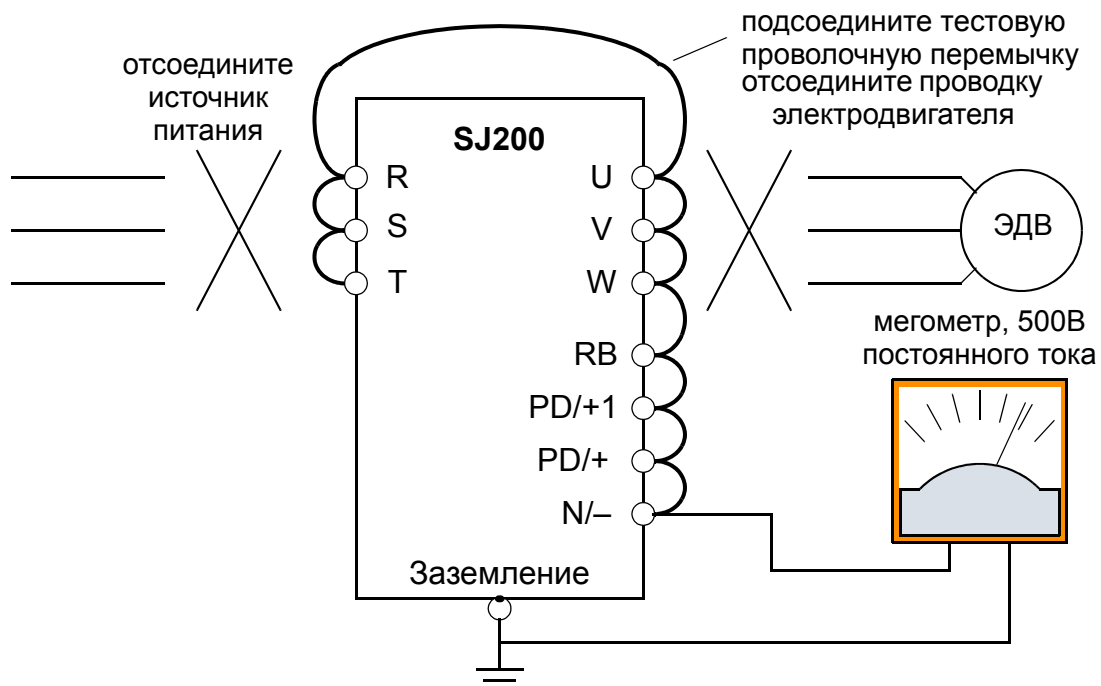 подсоедините тестовую
проволочную перемычку
отсоедините проводку
электродвигателя
отсоедините
источник
питания
SJ200
R
U
S
V
T
W
ЭДВ
RB
PD/+1
PD/+
N/–
мегометр, 500В
постоянного тока
Заземление